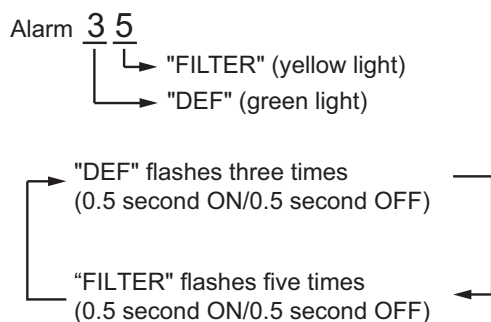 Alarm 3 5
"FILTER" (yellow light)
"DEF" (green light)
"DEF" flashes three times
(0.5 second ON/0.5 second OFF)
“FILTER" flashes five times
(0.5 second ON/0.5 second OFF)